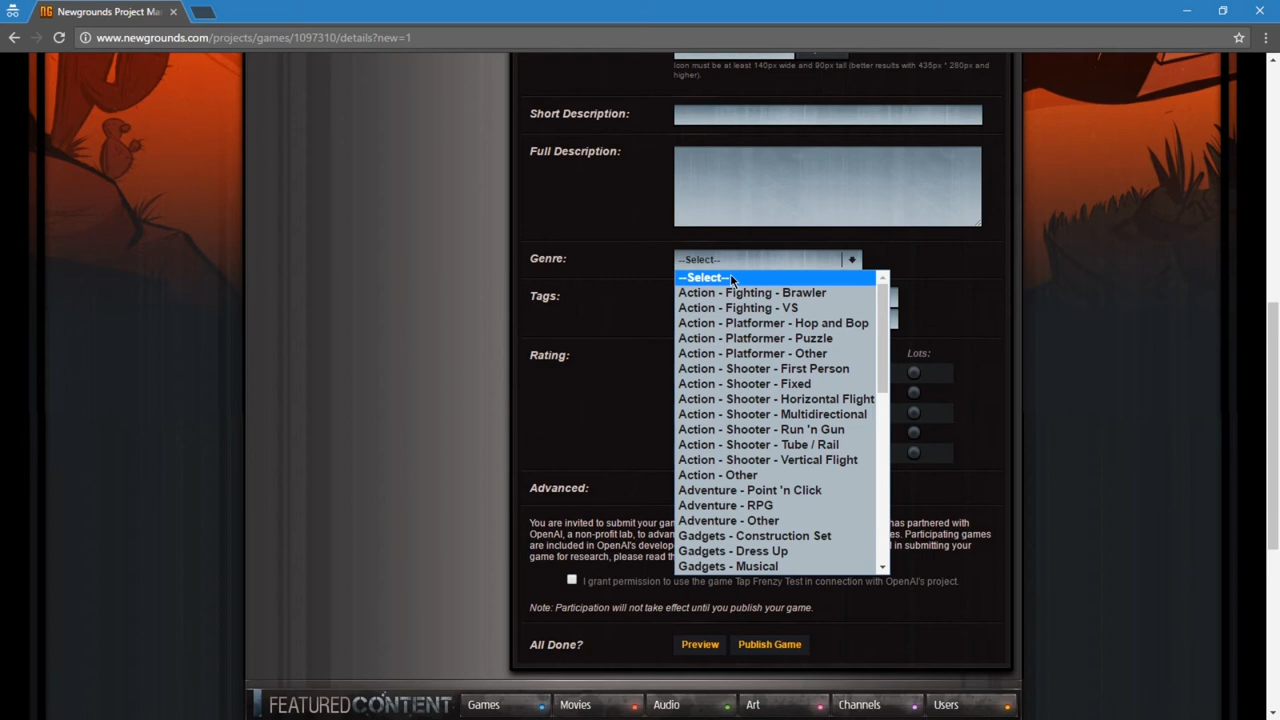 Newgrounds Project Ma
www.newgrounds.com/projects/games/1097310/details?new=1
Icon must be at least 140px wide and 90px tall (better results with 435px * 280px and
higher).
Short Description:
Full Description:
Genre:
--Select--
--Select--
Action - Fighting - Brawler
Action - Fighting - VS
Action - Platformer - Hop and Bop
Action - Platformer - Puzzle
Action - Platformer - Other
Action - Shooter - First Person
Action - Shooter - Fixed
Action - Shooter - Horizontal Flight
Action - Shooter - Multidirectional
Action - Shooter - Run 'n Gun
Action - Shooter - Tube / Rail
Action - Shooter - Vertical Flight
Action - Other
Adventure - Point 'n Click
Adventure - RPG
Adventure - Other
Gadgets - Construction Set
Gadgets - Dress Up
Gadgets - Musical
Tags:
Rating:
Lots:
Advanced:
You are invited to submit your gam has partnered with
OpenAI, a non-profit lab, to advan es. Participating games
are included in OpenAI's develop in submitting your
game for research, please read th
I grant permission to use the game Tap Frenzy Test in connection with OpenAI's project.
Note: Participation will not take effect until you publish your game.
All Done?
Preview
Publish Game
FEATURED CONTENT
Games
Movies
Audio
Art
Channels
Users